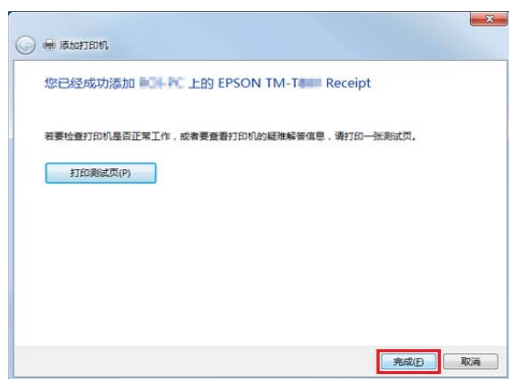 添加打印机
您已经成功添加 上的 EPSON TM-T Receipt
若要检查打印机是否正常工作，或者要查看打印机的疑难解答信息，请打印一张测试页。
打印测试页(P)
完成(F)
取消